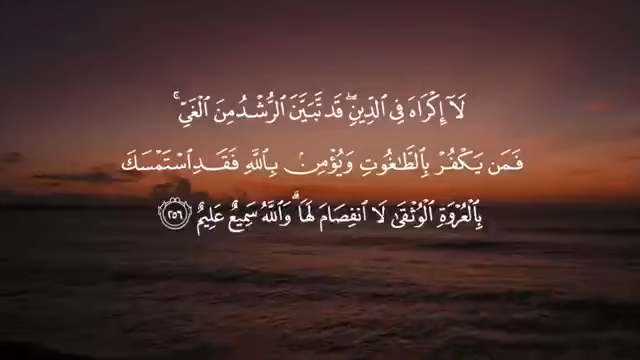 لَآ إِكْرَاهَ فِى ٱلدِّينِ ۖ قَد تَّبَيَّنَ ٱلرُّشْدُ مِنَ ٱلْغَىِّ ۚ
فَمَن يَكْفُرْ بِٱلطَّـٰغُوتِ وَيُؤْمِنۢ بِٱللَّهِ فَقَدِ ٱسْتَمْسَكَ
بِٱلْعُرْوَةِ ٱلْوُثْقَىٰ لَا ٱنفِصَامَ لَهَا ۗ وَٱللَّهُ سَمِيعٌ عَلِيمٌ ٢٥٦